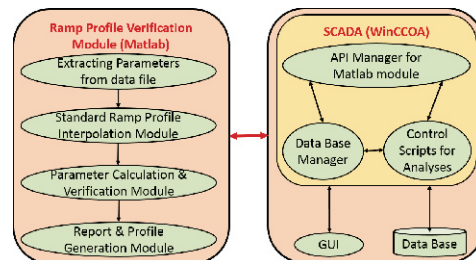 Ramp Profile Verification
Module (Matlab)
Extracting Parameters
from data file
Standard Ramp Profile
Interpolation Module
Parameter Calculation &
Verification Module
Report & Profile
Generation Module
SCADA (WinCCOA)
API Manager for
Matlab module
Data Base
Manager
Control
Scripts for
Analyses
GUI
Data Base